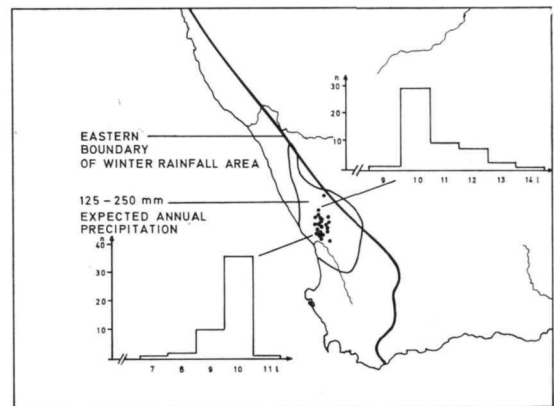 n
30
20
10
9 10 11 12 13 14 l
EASTERN
BOUNDARY
OF WINTER RAINFALL AREA
125 – 250 mm
EXPECTED ANNUAL
PRECIPITATION
n
40
30
20
10
7 8 9 10 11 l